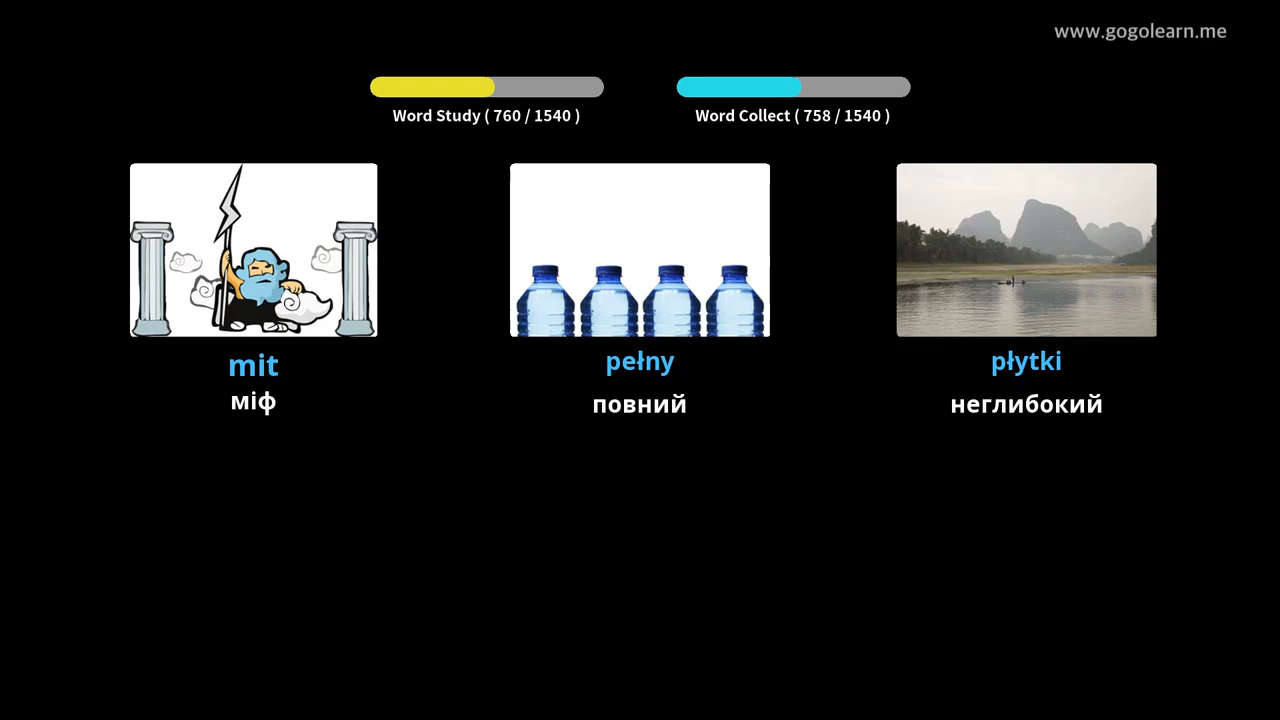 www.gogolearn.me
Word Study ( 760 / 1540 )
Word Collect ( 758 / 1540 )
mit
міф
pełny
повний
płytki
неглибокий